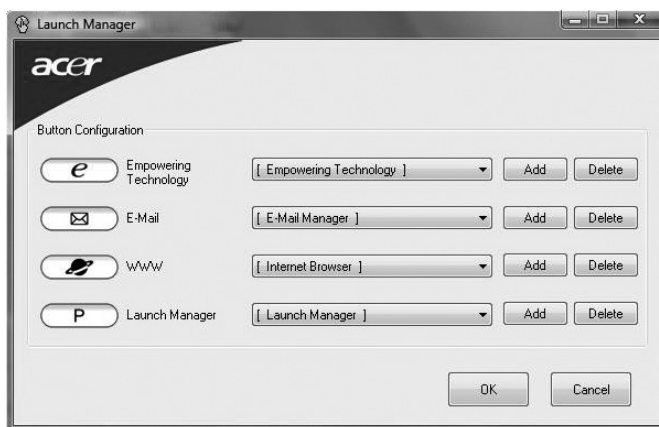 Launch Manager
acer
Button Configuration
e Empowering Technology [ Empowering Technology ] Add Delete
E-Mail [ E-Mail Manager ] Add Delete
WWW [ Internet Browser ] Add Delete
P Launch Manager [ Launch Manager ] Add Delete
OK Cancel